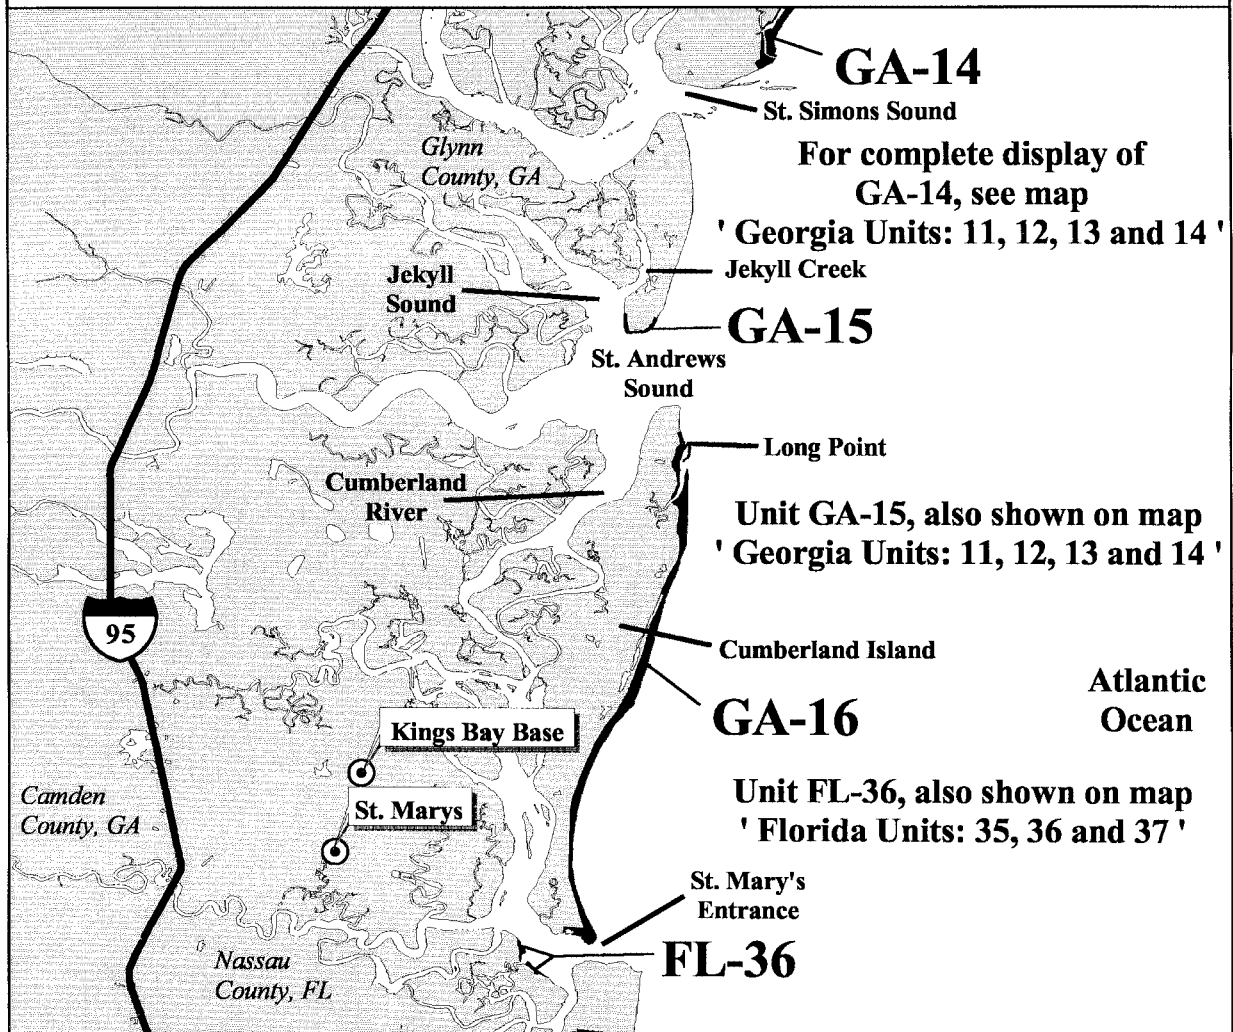 GA-14
St. Simons Sound
Glynn
County, GA
For complete display of
GA-14, see map
' Georgia Units: 11, 12, 13 and 14 '
Jekyll
Sound
Jekyll Creek
GA-15
St. Andrews
Sound
Long Point
Cumberland
River
Unit GA-15, also shown on map
' Georgia Units: 11, 12, 13 and 14 '
95
Cumberland Island
Atlantic
Ocean
GA-16
Kings Bay Base
Camden
County, GA
St. Marys
Unit FL-36, also shown on map
' Florida Units: 35, 36 and 37 '
St. Mary's
Entrance
Nassau
County, FL
FL-36